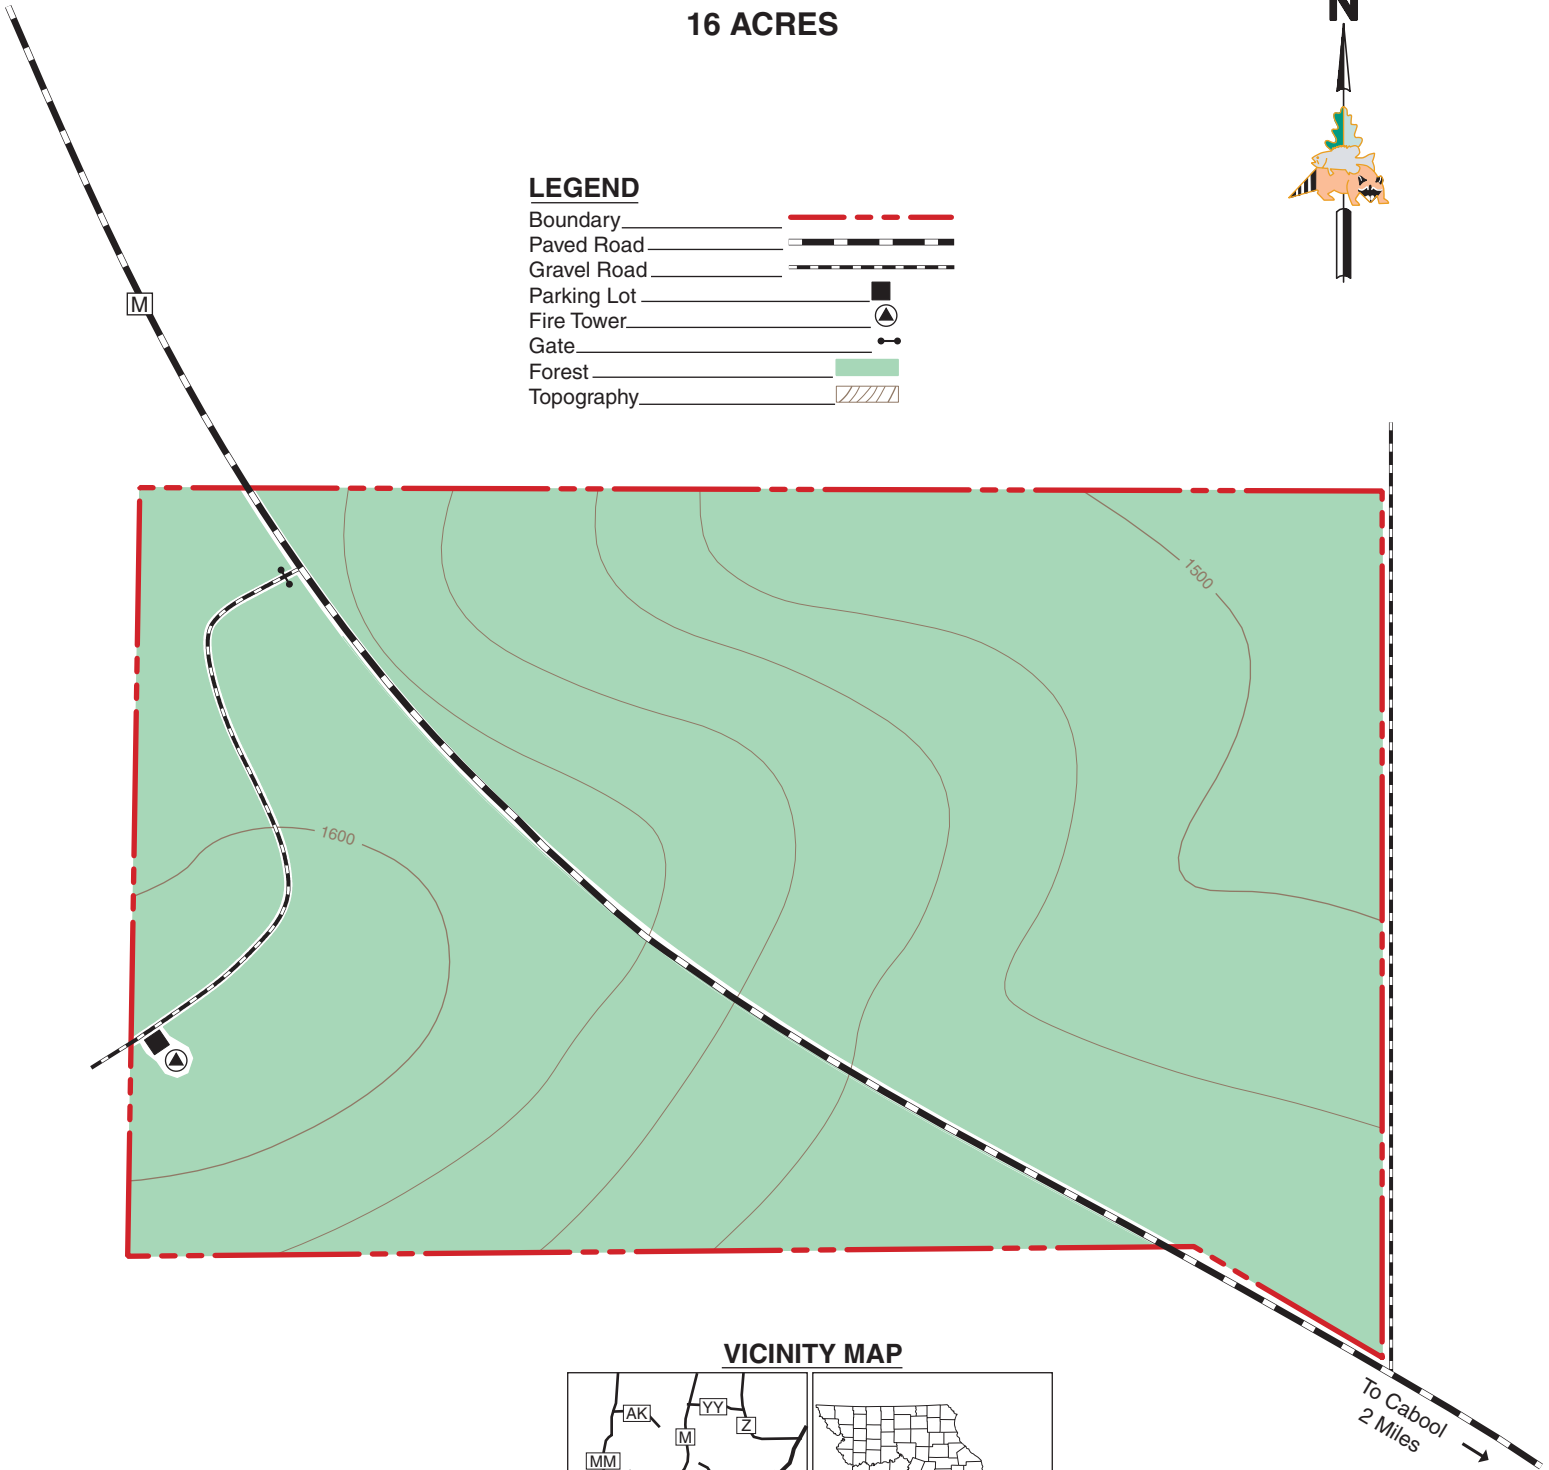 16 ACRES
N
LEGEND
Boundary
Paved Road
Gravel Road
Parking Lot
Fire Tower
Gate
Forest
Topography
M
1500
1600
VICINITY MAP
AK
YY
Z
M
MM
To Cabool
2 Miles